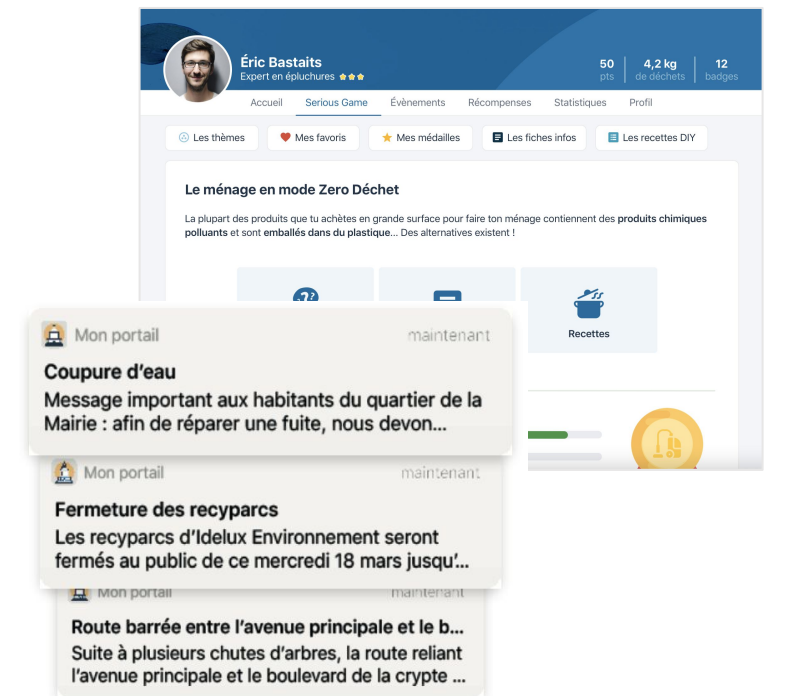 Éric Bastaits
Expert en épluchures
50 4,2 kg 12
pts de déchets badges
Accueil Serious Game Évènements Récompenses Statistiques Profil
Les thèmes Mes favoris Mes médailles Les fiches infos Les recettes DIY
Le ménage en mode Zero Déchet
La plupart des produits que tu achètes en grande surface pour faire ton ménage contiennent des produits chimiques
polluants et sont emballés dans du plastique... Des alternatives existent !
Recettes
Mon portail maintenant
Coupure d'eau
Message important aux habitants du quartier de la
Mairie : afin de réparer une fuite, nous devon...
Mon portail maintenant
Fermeture des recyparcs
Les recyparcs d'Idelux Environnement seront
fermés au public de ce mercredi 18 mars jusqu'...
Mon portail maintenant
Route barrée entre l'avenue principale et le b...
Suite à plusieurs chutes d'arbres, la route reliant
l'avenue principale et le boulevard de la crypte ...